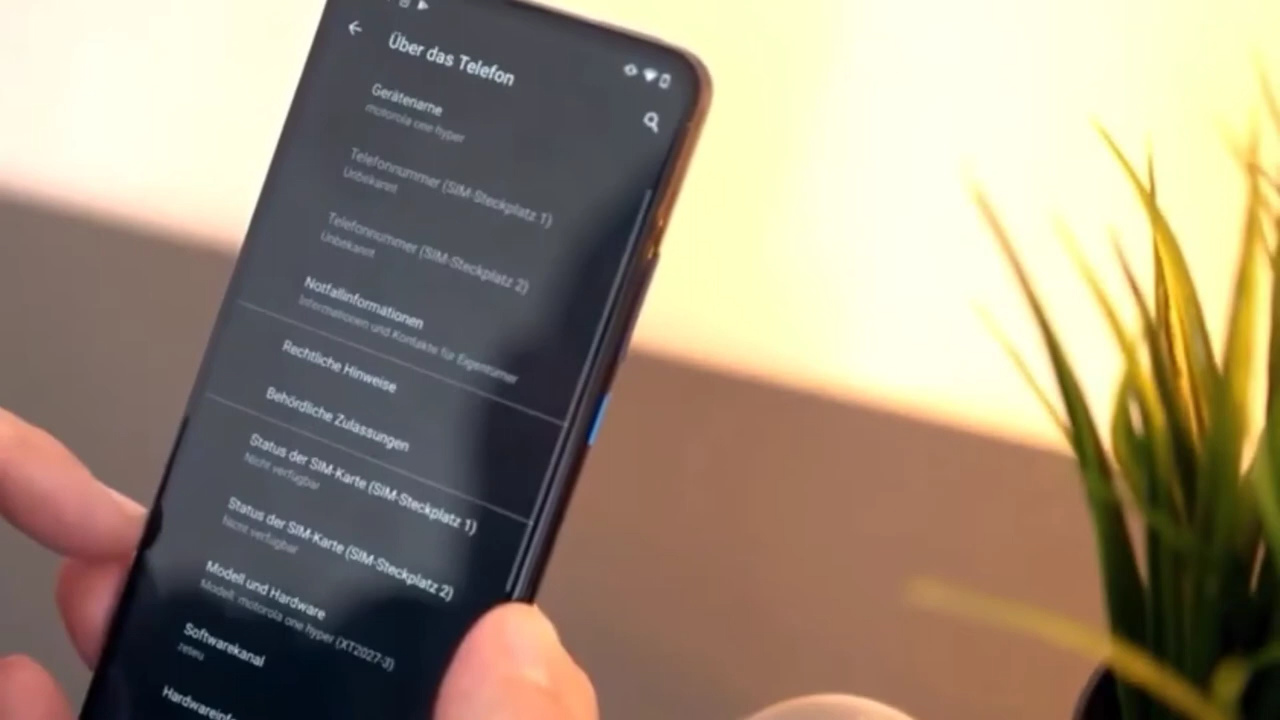 Über das Telefon
Gerätename
motorola one hyper
Telefonnummer (SIM-Steckplatz 1)
Unbekannt
Telefonnummer (SIM-Steckplatz 2)
Unbekannt
Notfallinformationen
Informationen und Kontakte für Eigentümer
Rechtliche Hinweise
Behördliche Zulassungen
Status der SIM-Karte (SIM-Steckplatz 1)
Nicht verfügbar
Status der SIM-Karte (SIM-Steckplatz 2)
Nicht verfügbar
Modell und Hardware
Modell: motorola one hyper (XT2027-3)
Softwarekanal
reteu